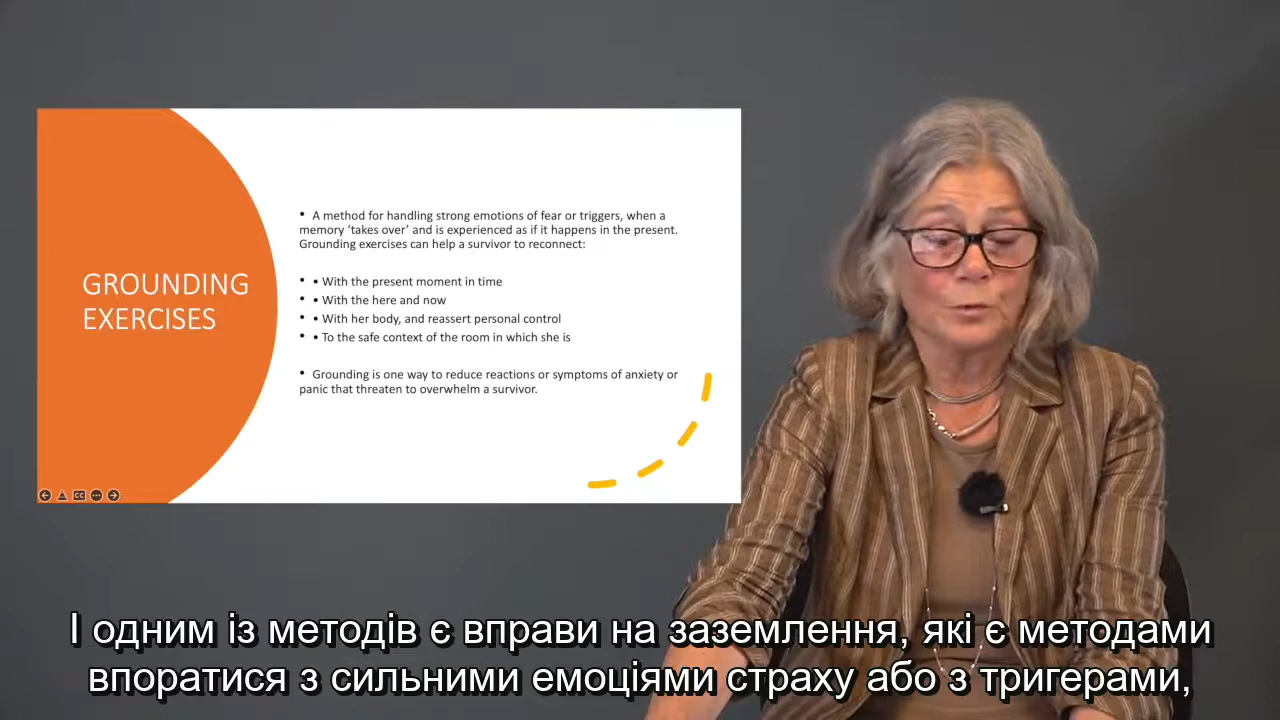 GROUNDING
EXERCISES
• A method for handling strong emotions of fear or triggers, when a
memory ‘takes over’ and is experienced as if it happens in the present.
Grounding exercises can help a survivor to reconnect:
• • With the present moment in time
• • With the here and now
• • With her body, and reassert personal control
• • To the safe context of the room in which she is
• Grounding is one way to reduce reactions or symptoms of anxiety or
panic that threaten to overwhelm a survivor.
CC
І одним із методів є вправи на заземлення, які є методами
впоратися з сильними емоціями страху або з тригерами,